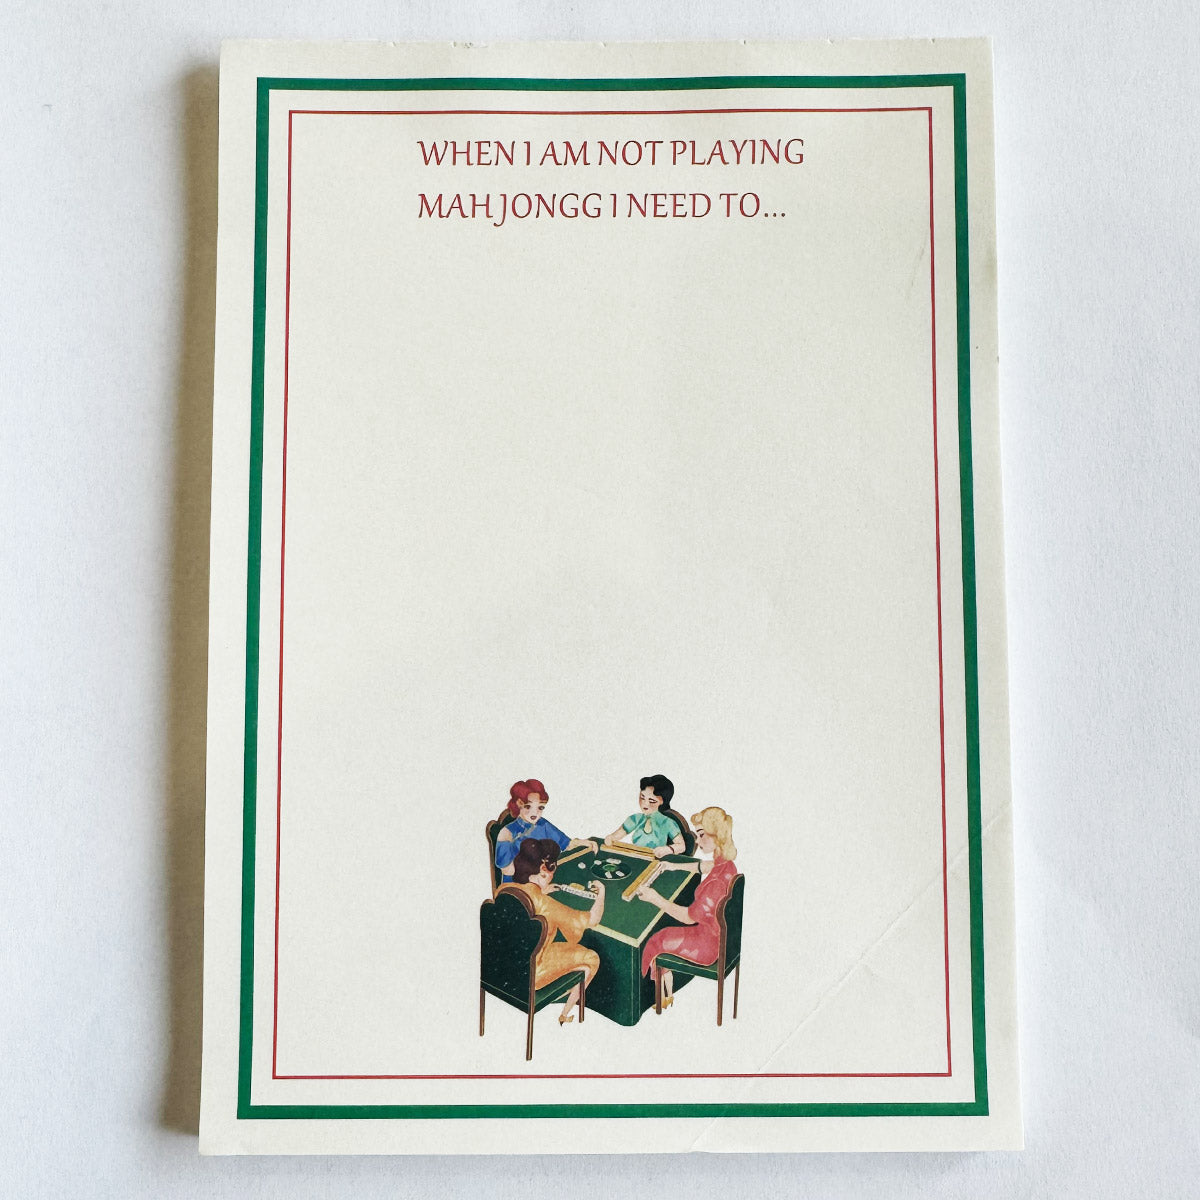 WHEN I AM NOT PLAYING
MAH JONGG I NEED TO...